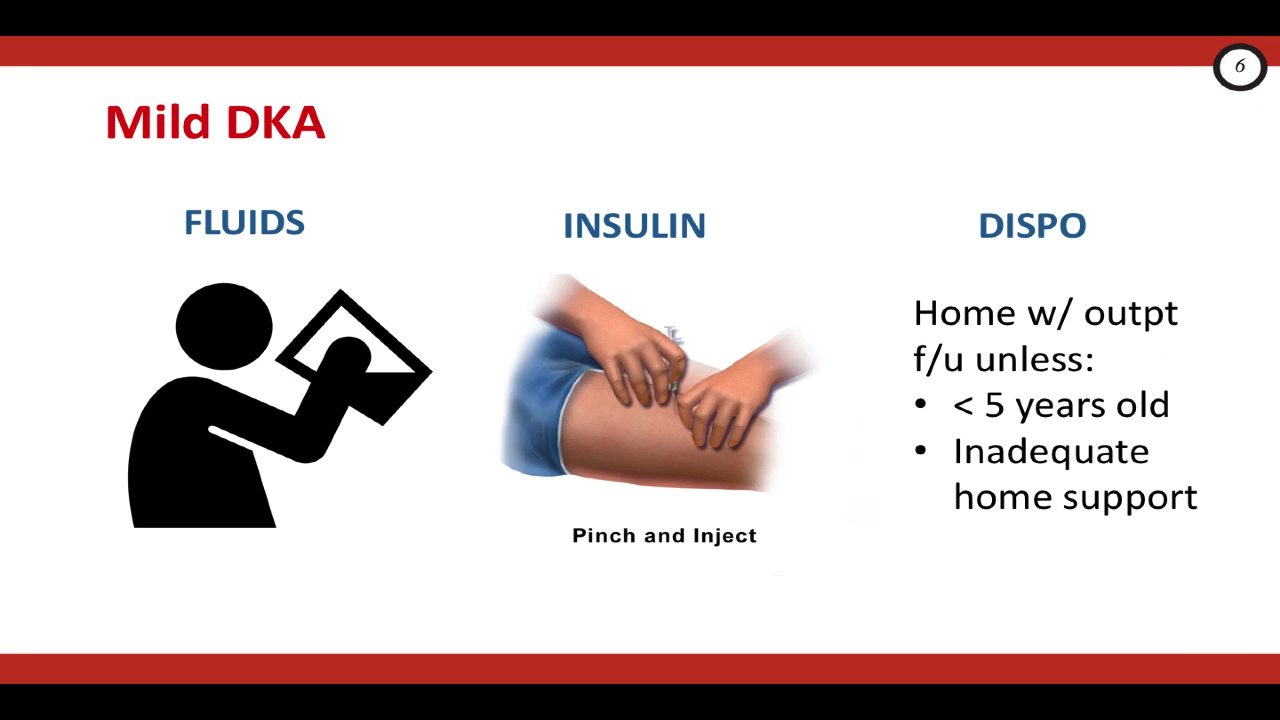 6
Mild DKA
FLUIDS
INSULIN
DISPO
Home w/ outpt
f/u unless:
• < 5 years old
• Inadequate
home support
Pinch and Inject